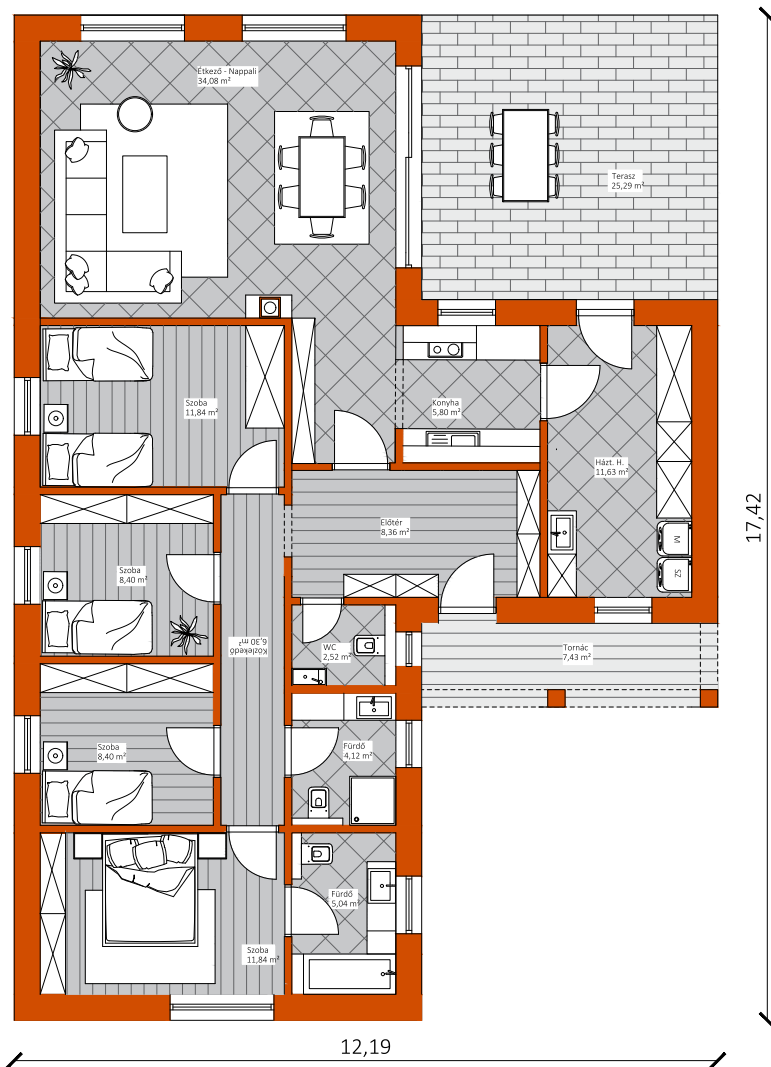 Étkező - Nappali
34,08 m²
Terasz
25,29 m²
Szoba
11,84 m²
Konyha
5,80 m²
Házt. H.
11,63 m²
Előtér
8,36 m²
M
SZ
Szoba
8,40 m²
Közlekedő
6,30 m²
WC
2,52 m²
Tornác
7,43 m²
Szoba
8,40 m²
Fürdő
4,12 m²
Fürdő
5,04 m²
Szoba
11,84 m²
17,42
12,19